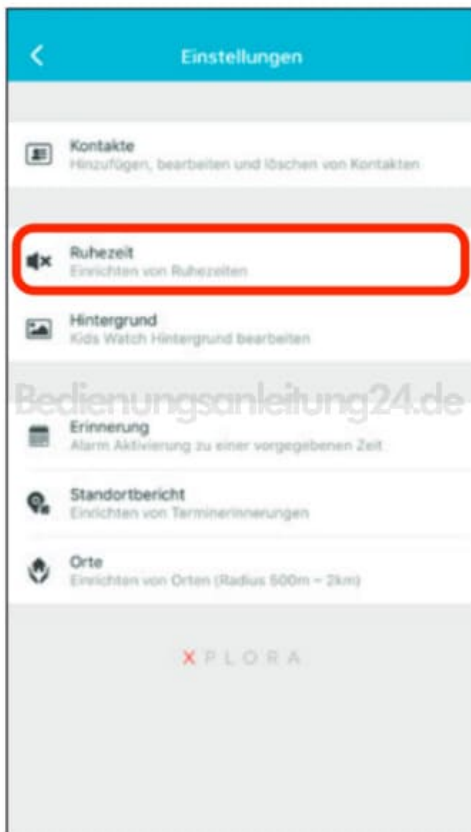 Einstellungen
Kontakte
Hinzufügen, bearbeiten und löschen von Kontakten
Ruhezeit
Einrichten von Ruhezeiten
Hintergrund
Kids Watch Hintergrund bearbeiten
Bedienungsanleitung24.de
Erinnerung
Alarm Aktivierung zu einer vorgegebenen Zeit
Standortbericht
Einrichten von Terminerinnerungen
Orte
Einrichten von Orten (Radius 500m ~ 2km)
XPLORA